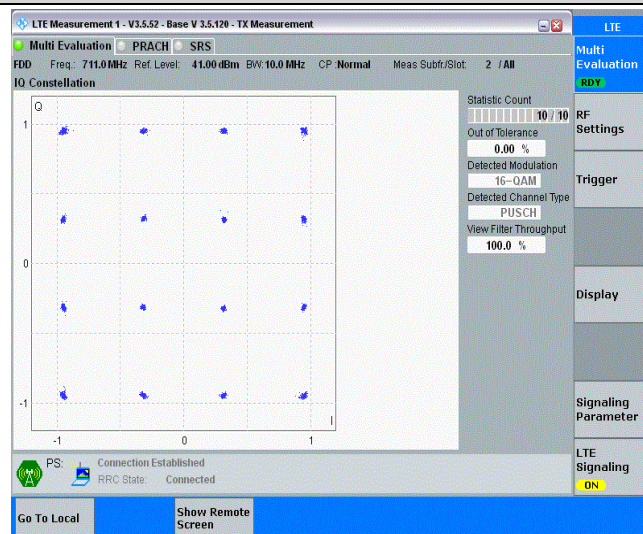 LTE Measurement 1 - V3.5.52 - Base V 3.5.120 - TX Measurement
LTE
Multi Evaluation PRACH SRS
FDD Freq.: 711.0 MHz Ref. Level: 41.00 dBm BW: 10.0 MHz CP : Normal Meas Subfr./Slot: 2 / All
IQ Constellation
Q
1
0
-1
-1 0 1
I
Statistic Count
10 / 10
Out of Tolerance
0.00 %
Detected Modulation
16-QAM
Detected Channel Type
PUSCH
View Filter Throughput
100.0 %
Multi
Evaluation
RDY
RF
Settings
Trigger
Display
Signaling
Parameter
LTE
Signaling
ON
PS: Connection Established
RRC State: Connected
Go To Local
Show Remote
Screen